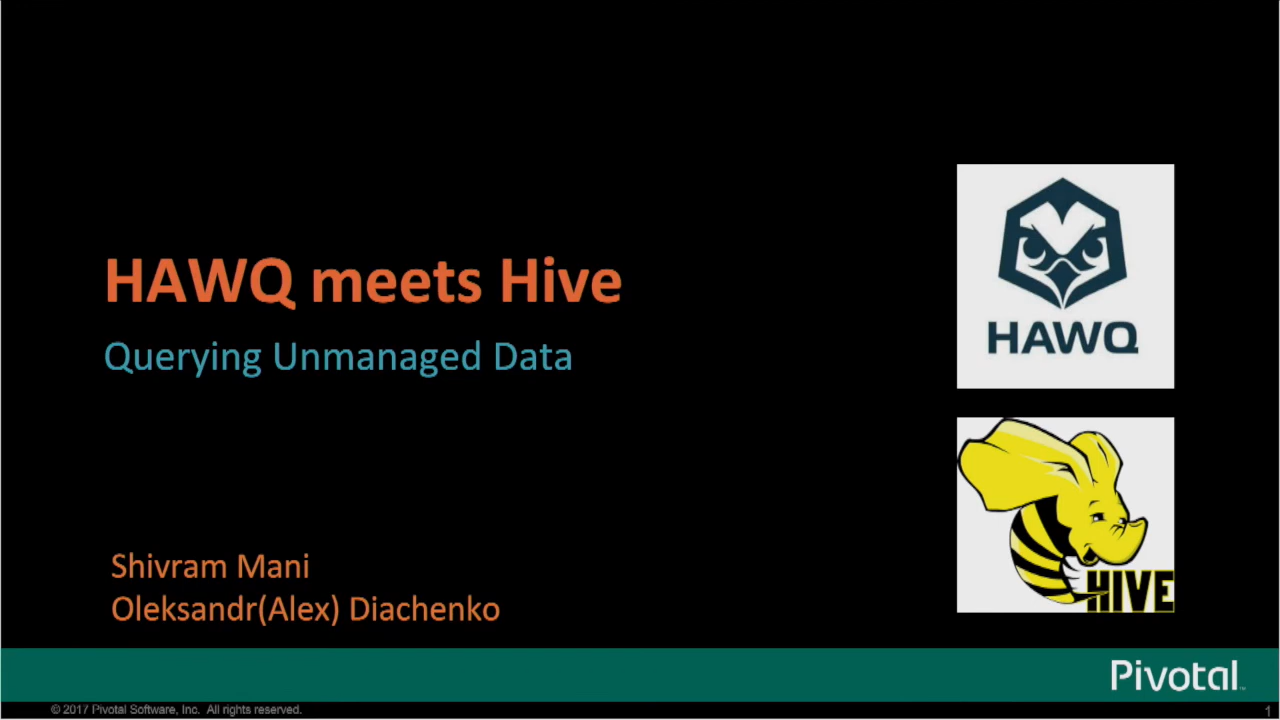 HAWQ meets Hive
Querying Unmanaged Data
HAWQ
HIVE
Shivram Mani
Oleksandr(Alex) Diachenko
Pivotal
© 2017 Pivotal Software, Inc. All rights reserved.
1